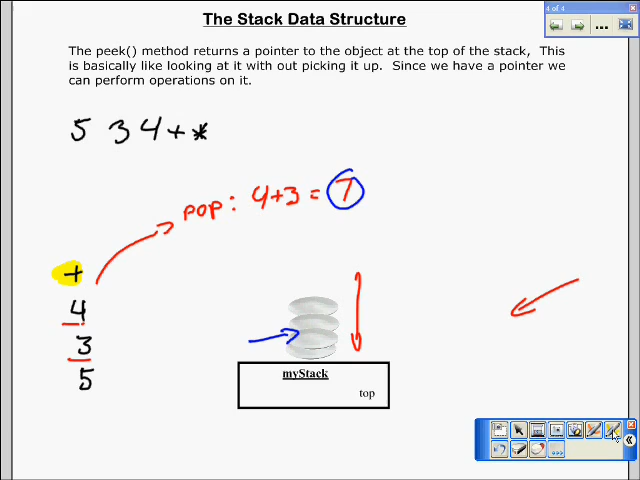 The Stack Data Structure
4 of 4
The peek() method returns a pointer to the object at the top of the stack, This
is basically like looking at it with out picking it up. Since we have a pointer we
can perform operations on it.
5 3 4 + *
pop: 4+3 = 7
+
4
3
5
myStack
top